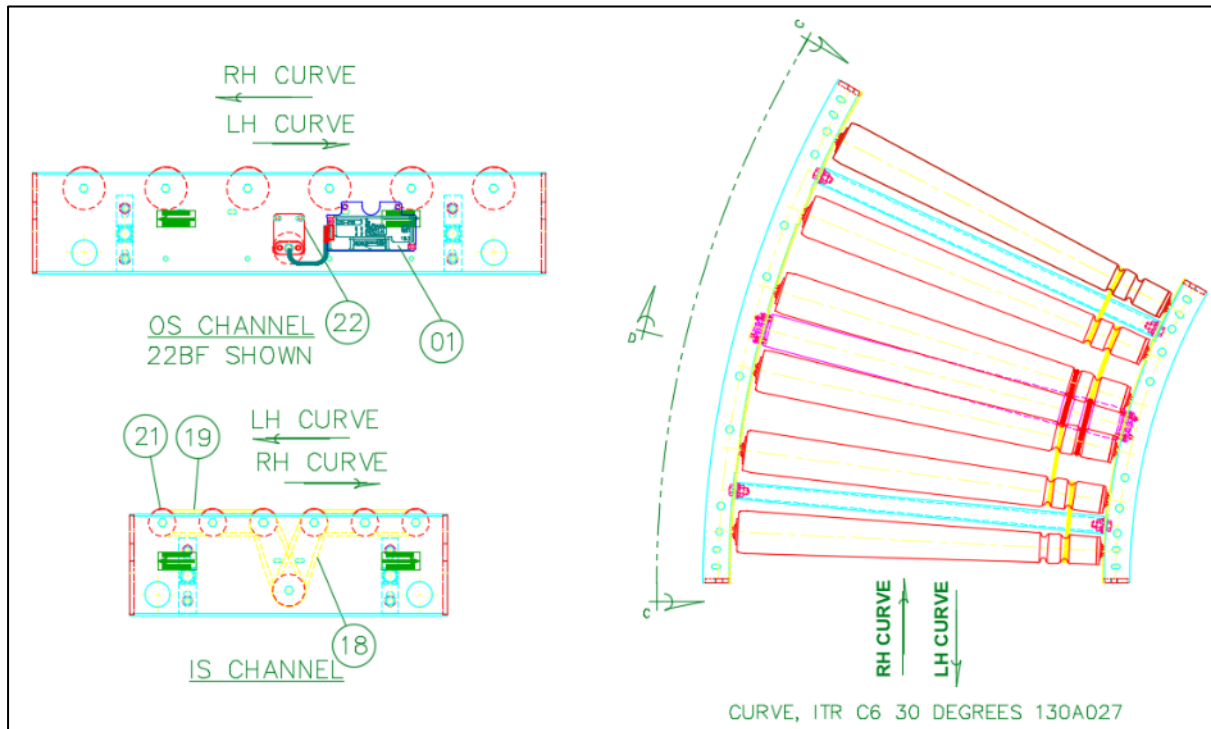 RH CURVE
LH CURVE
OS CHANNEL
22BF SHOWN
22
01
21
19
LH CURVE
RH CURVE
18
IS CHANNEL
C
D
C
RH CURVE
LH CURVE
CURVE, ITR C6 30 DEGREES 130A027